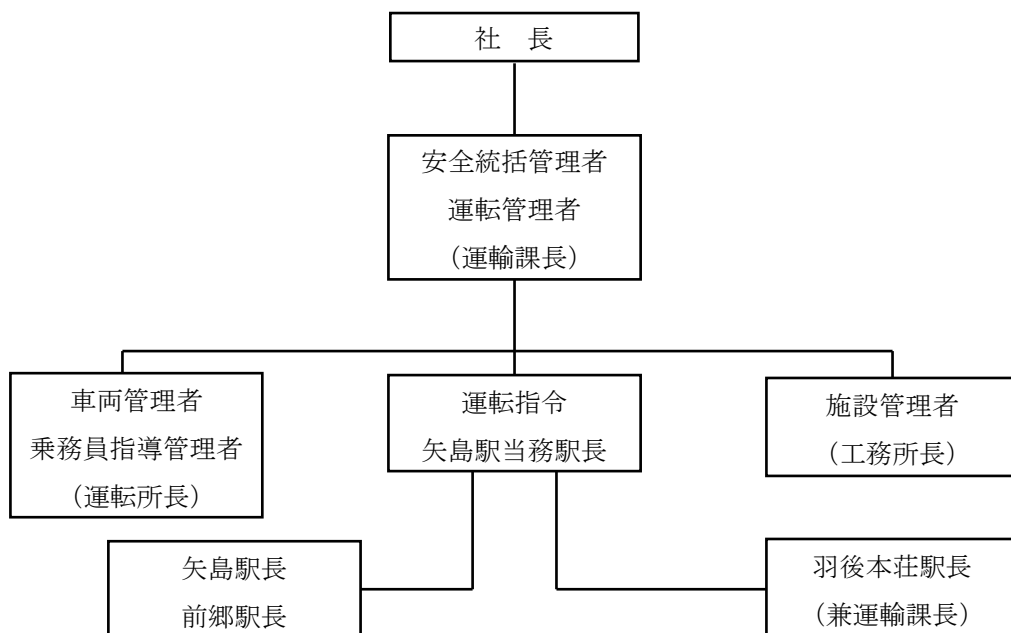 社　長
安全統括管理者
運転管理者
（運輸課長）
車両管理者
乗務員指導管理者
（運転所長）
運転指令
矢島駅当務駅長
施設管理者
（工務所長）
矢島駅長
前郷駅長
羽後本荘駅長
（兼運輸課長）